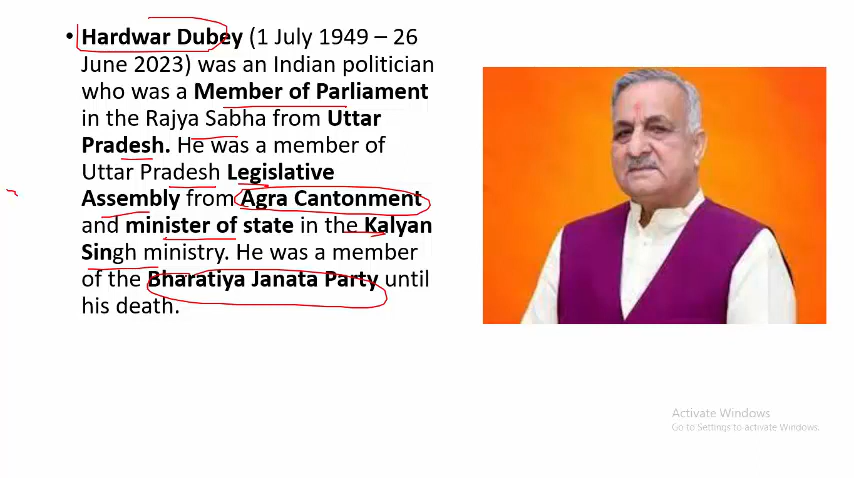 • Hardwar Dubey (1 July 1949 – 26
June 2023) was an Indian politician
who was a Member of Parliament
in the Rajya Sabha from Uttar
Pradesh. He was a member of
Uttar Pradesh Legislative
Assembly from Agra Cantonment
and minister of state in the Kalyan
Singh ministry. He was a member
of the Bharatiya Janata Party until
his death.
Activate Windows
Go to Settings to activate Windows.